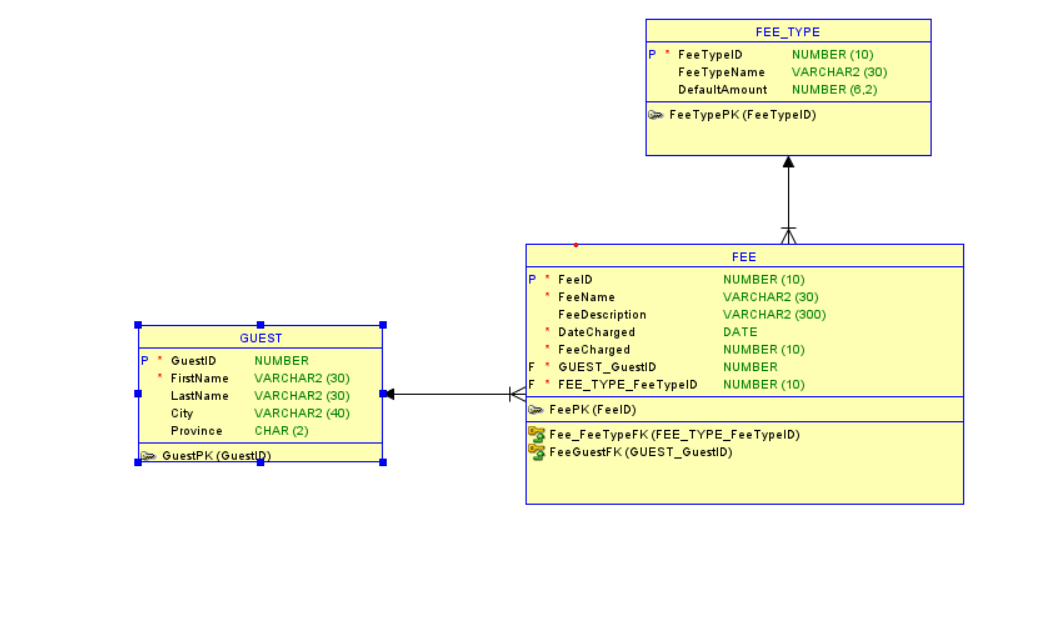 FEE_TYPE
P * FeeTypeID NUMBER (10)
FeeTypeName VARCHAR2 (30)
DefaultAmount NUMBER (6,2)
FeeTypePK (FeeTypeID)
FEE
P * FeeID NUMBER (10)
* FeeName VARCHAR2 (30)
FeeDescription VARCHAR2 (300)
* DateCharged DATE
* FeeCharged NUMBER (10)
F * GUEST_GuestID NUMBER
F * FEE_TYPE_FeeTypeID NUMBER (10)
FeePK (FeeID)
Fee_FeeTypeFK (FEE_TYPE_FeeTypeID)
FeeGuestFK (GUEST_GuestID)
GUEST
P * GuestID NUMBER
* FirstName VARCHAR2 (30)
LastName VARCHAR2 (30)
City VARCHAR2 (40)
Province CHAR (2)
GuestPK (GuestID)